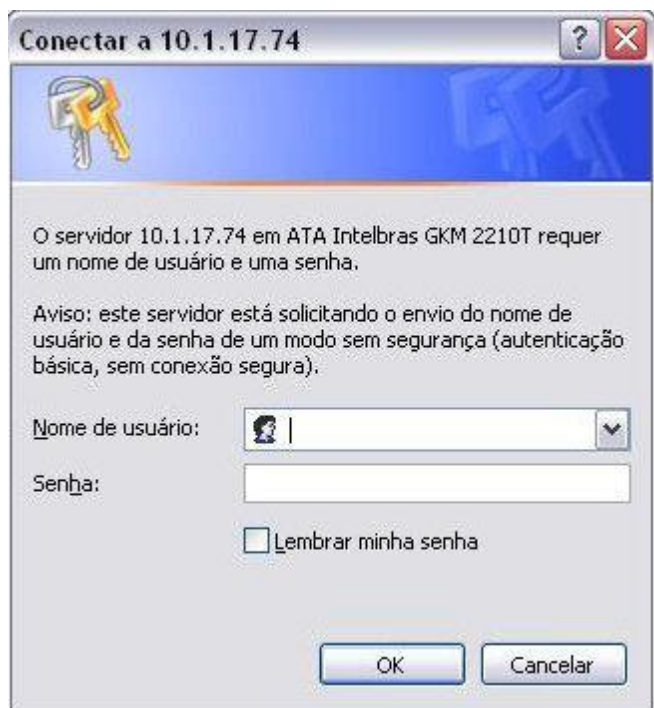 Conectar a 10.1.17.74
O servidor 10.1.17.74 em ATA Intelbras GKM 2210T requer
um nome de usuário e uma senha.
Aviso: este servidor está solicitando o envio do nome de
usuário e da senha de um modo sem segurança (autenticação
básica, sem conexão segura).
Nome de usuário:
Senha:
Lembrar minha senha
OK Cancelar